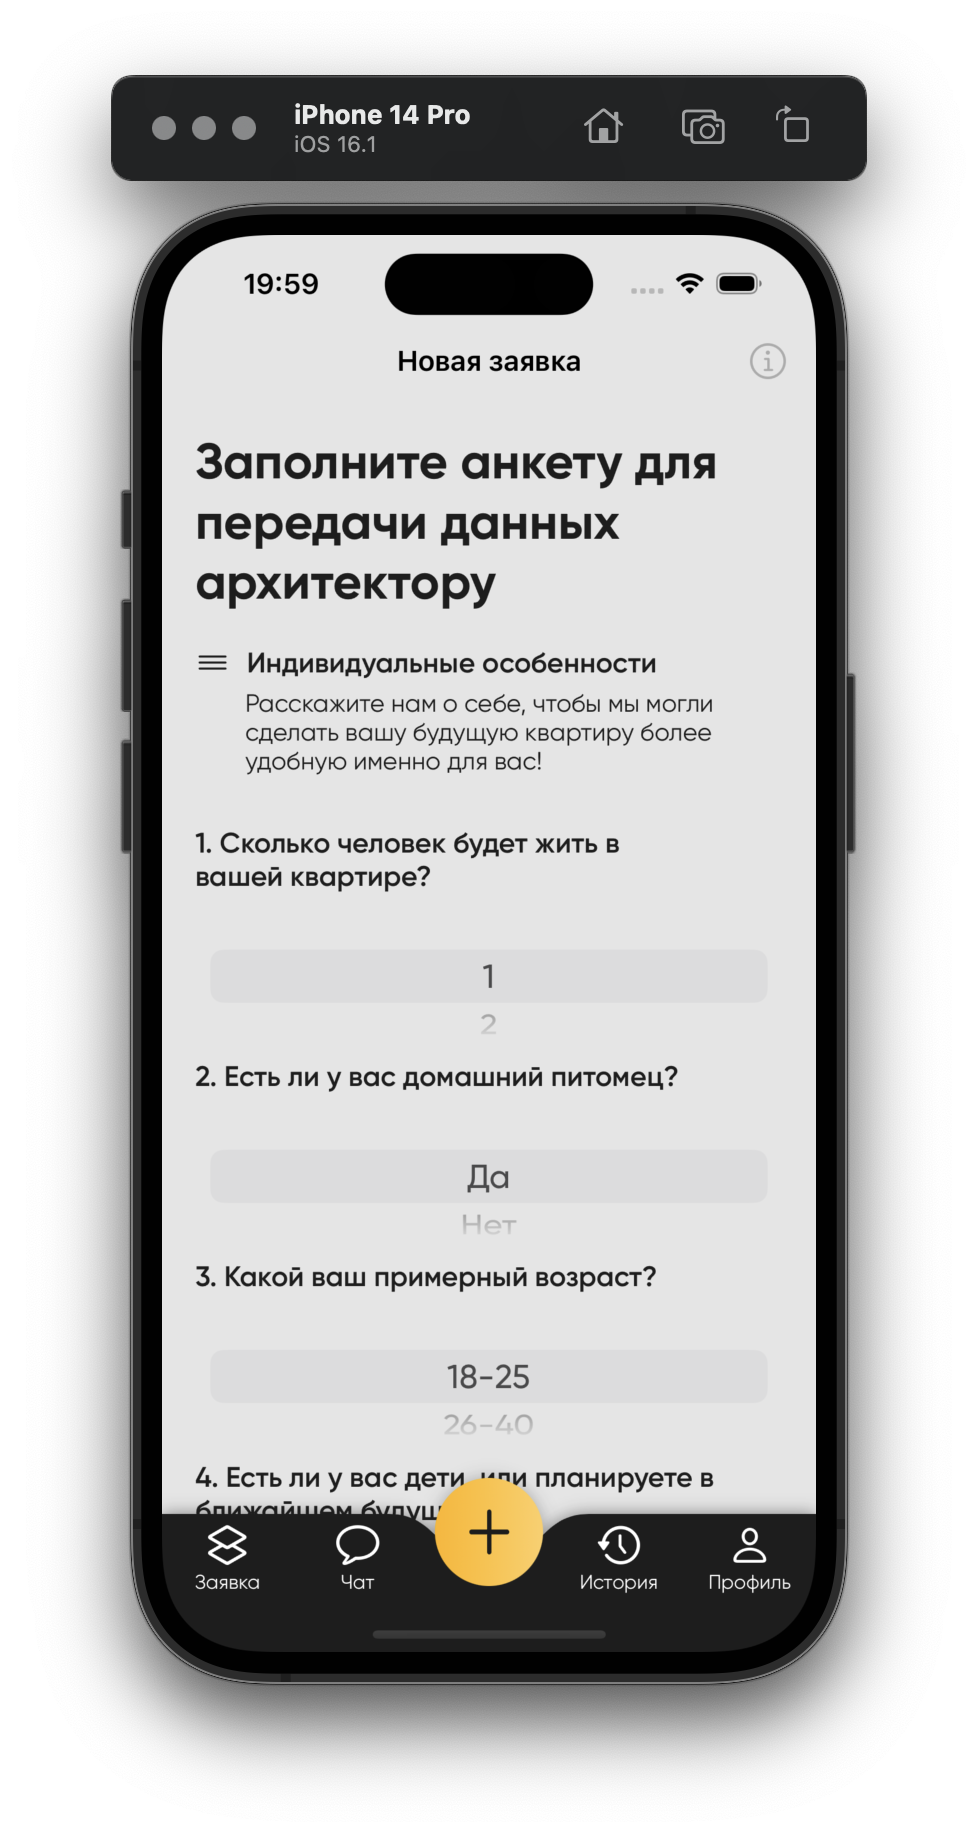 iPhone 14 Pro
iOS 16.1
19:59
Новая заявка
Заполните анкету для
передачи данных
архитектору
Индивидуальные особенности
Расскажите нам о себе, чтобы мы могли
сделать вашу будущую квартиру более
удобную именно для вас!
1. Сколько человек будет жить в
вашей квартире?
1
2
2. Есть ли у вас домашний питомец?
Да
Нет
3. Какой ваш примерный возраст?
18-25
26-40
4. Есть ли у вас дети, или планируете в
ближайшем
Заявка
Чат
История
Профиль